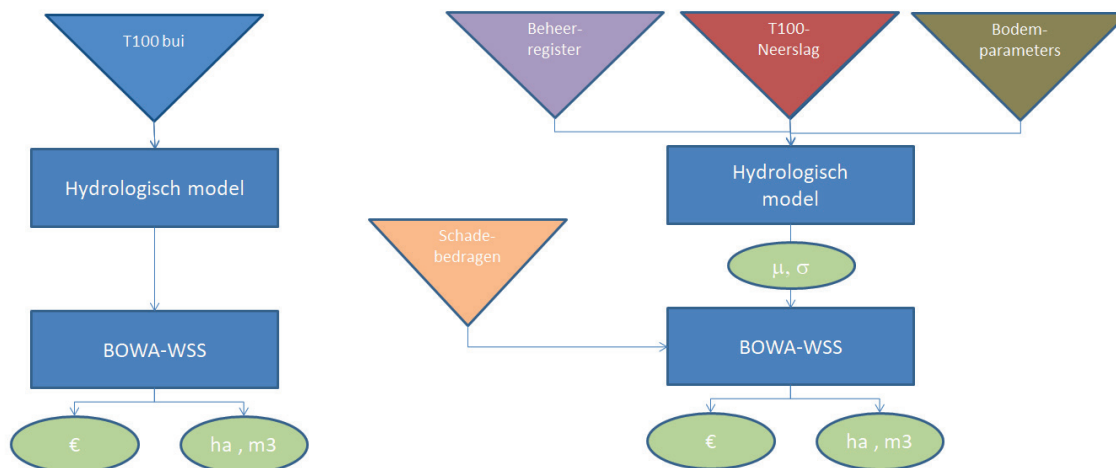 T100 bui
Hydrologisch model
BOWA-WSS
€
ha , m3
Beheer-
register
T100-
Neerslag
Bodem-
parameters
Hydrologisch
model
Schade-
bedragen
μ, σ
BOWA-WSS
€
ha , m3